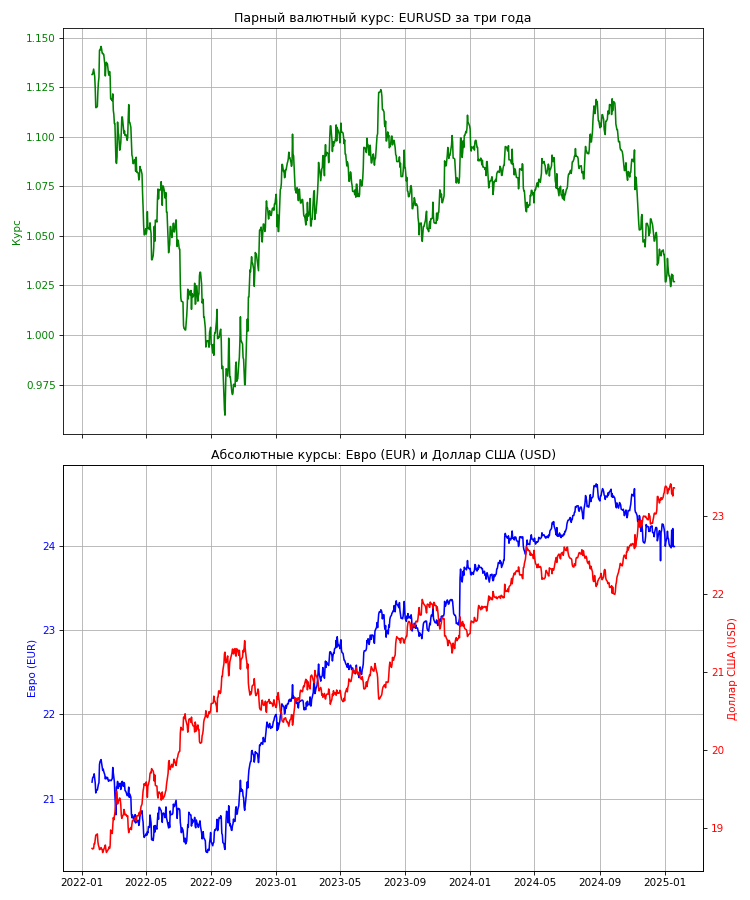 Парный валютный курс: EURUSD за три года
1.150
1.125
1.100
1.075
1.050
1.025
1.000
0.975
Курс
Абсолютные курсы: Евро (EUR) и Доллар США (USD)
24
23
22
21
Евро (EUR)
23
22
21
20
19
Доллар США (USD)
2022-01 2022-05 2022-09 2023-01 2023-05 2023-09 2024-01 2024-05 2024-09 2025-01